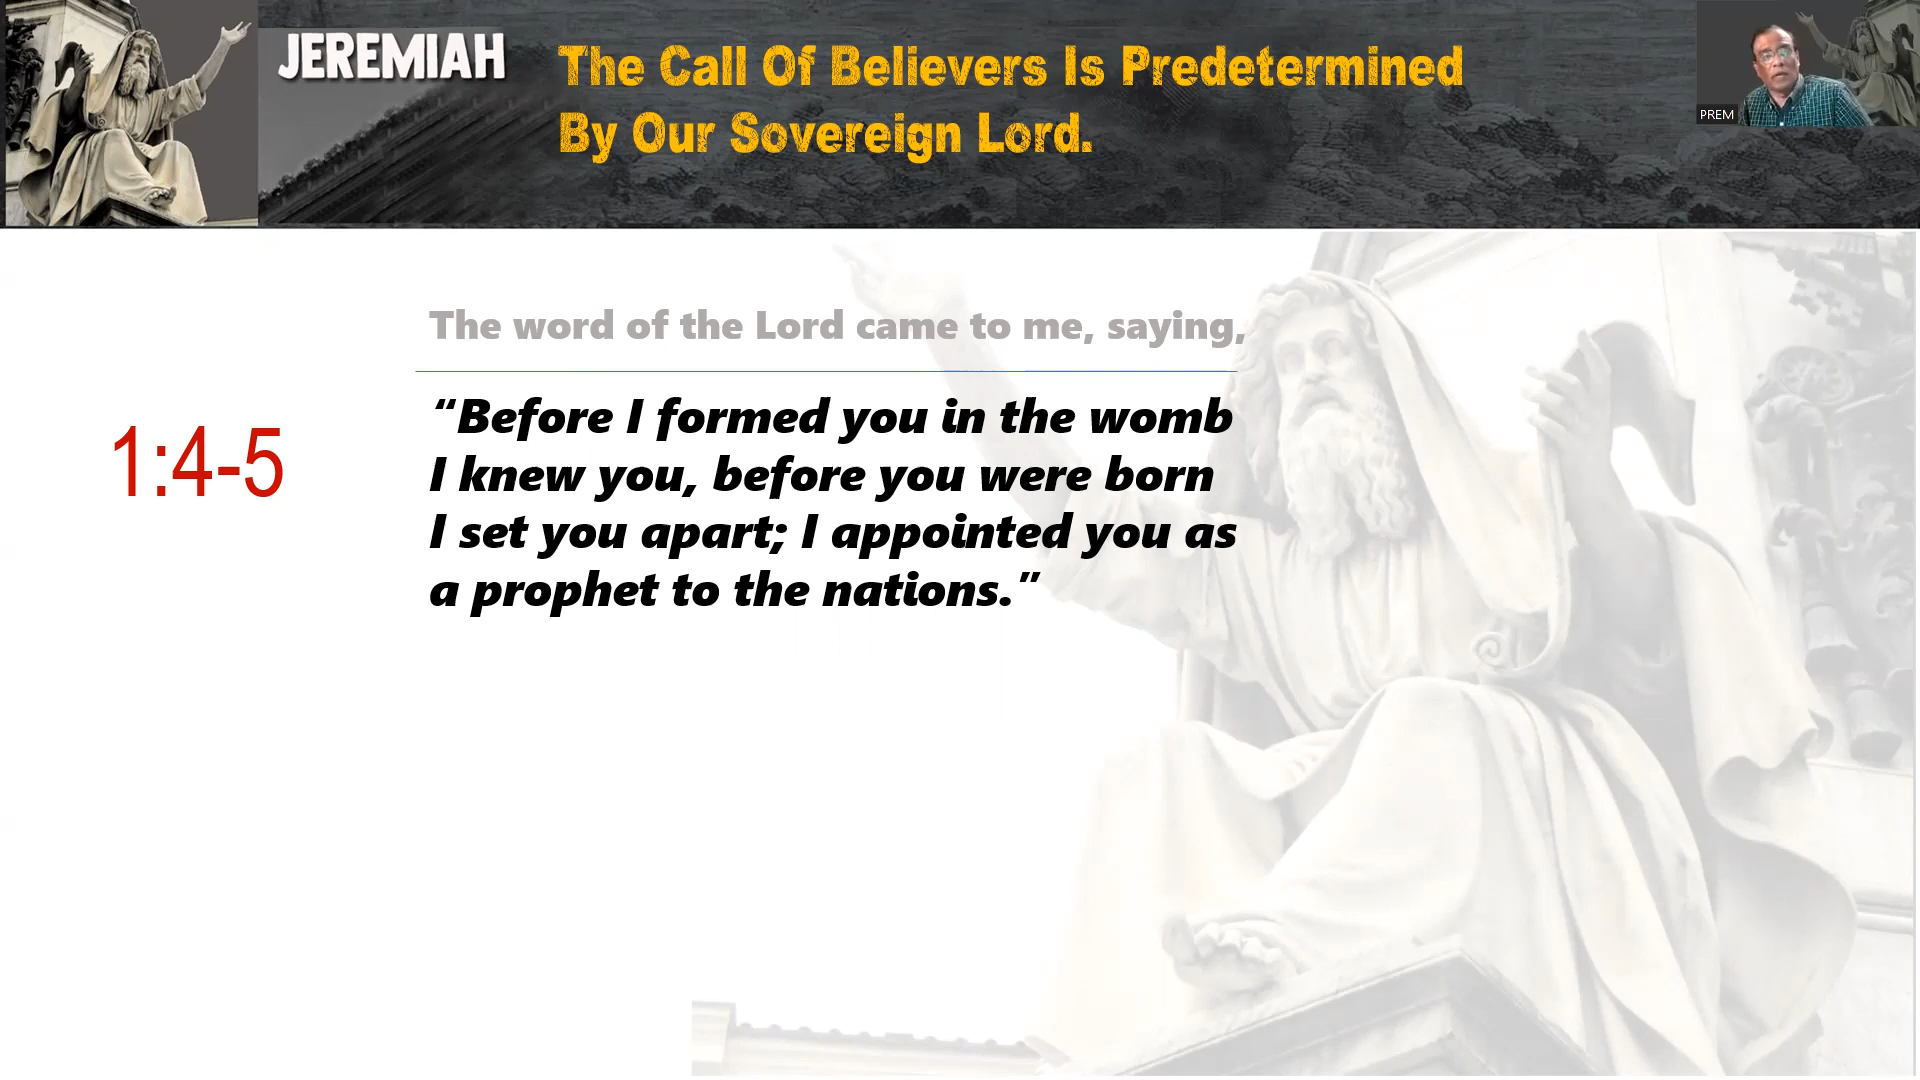 JEREMIAH
The Call Of Believers Is Predetermined
By Our Sovereign Lord.
PREM
The word of the Lord came to me, saying,
1:4-5
“Before I formed you in the womb
I knew you, before you were born
I set you apart; I appointed you as
a prophet to the nations.”